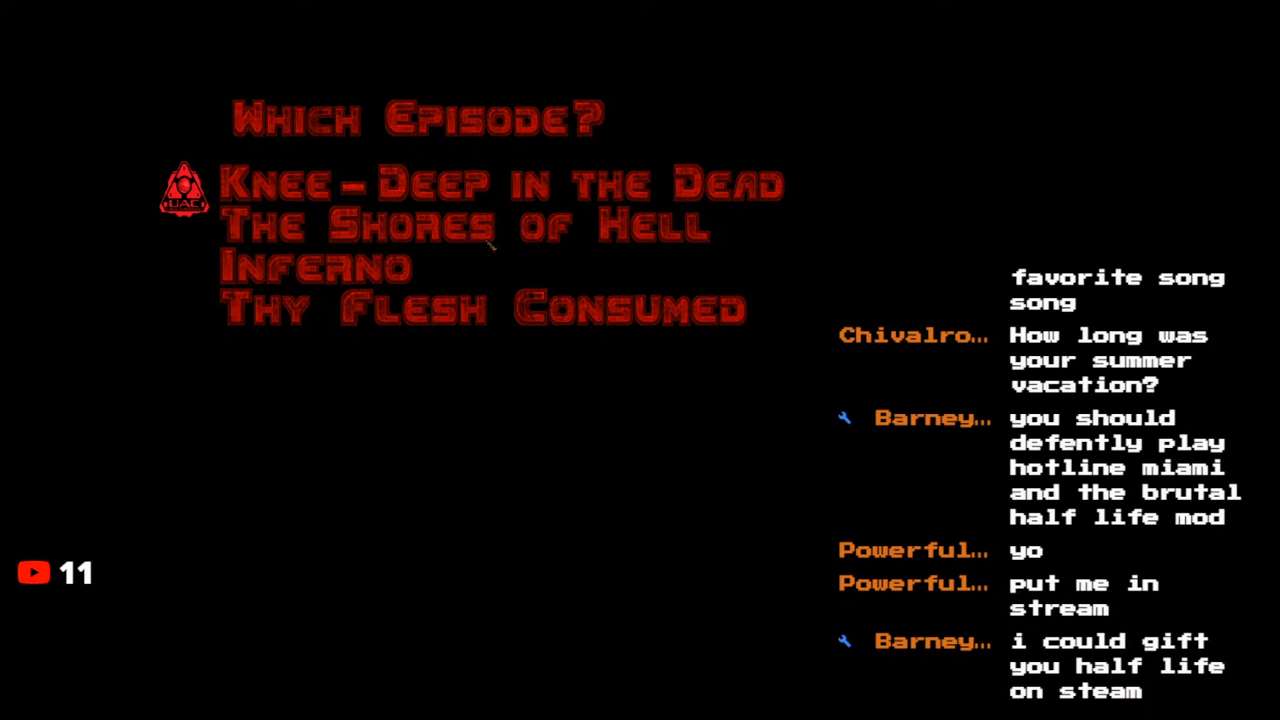 Which Episode?
Knee-Deep in the Dead
The Shores of Hell
Inferno
Thy Flesh Consumed
UAC
favorite song
song
Chivalro... How long was
your summer
vacation?
Barney... you should
defently play
hotline miami
and the brutal
half life mod
Powerful... yo
Powerful... put me in
stream
Barney... i could gift
you half life
on steam
11